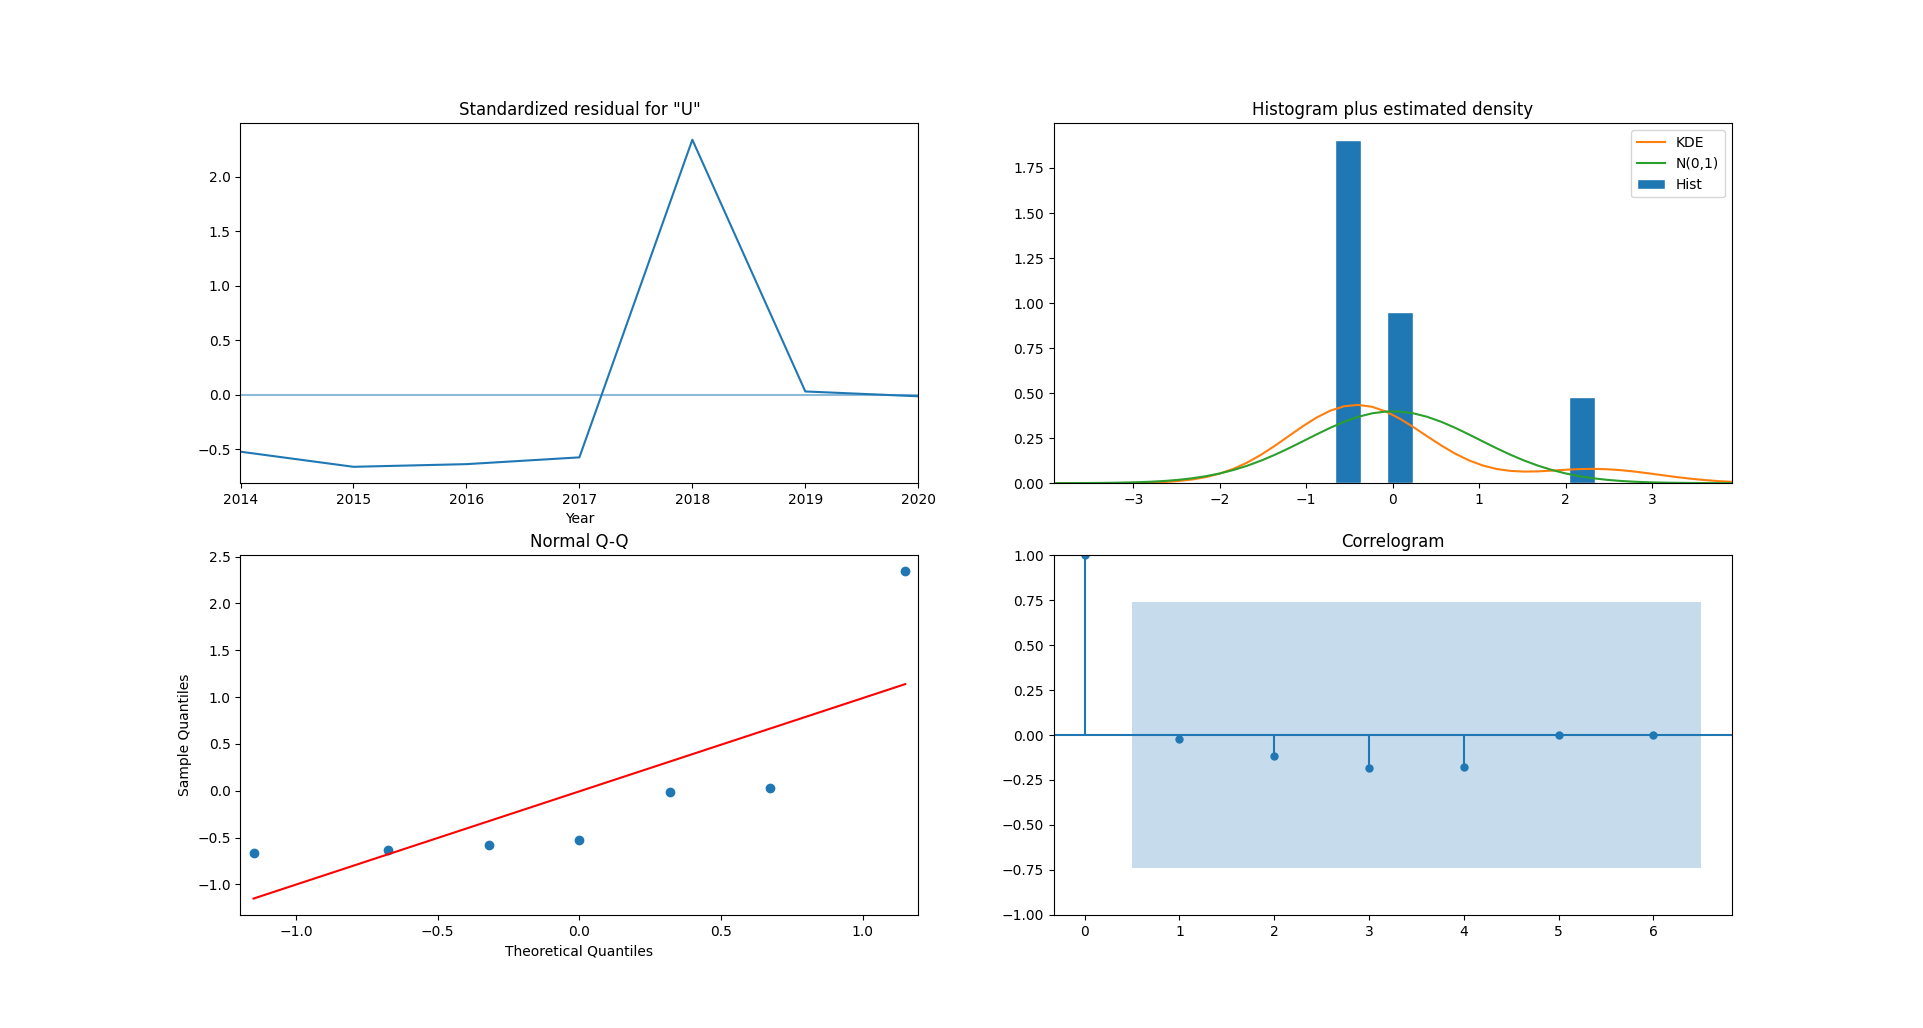 Standardized residual for "U"
2.0
1.5
1.0
0.5
0.0
−0.5
2014 2015 2016 2017 2018 2019 2020
Year
Histogram plus estimated density
KDE
N(0,1)
Hist
1.75
1.50
1.25
1.00
0.75
0.50
0.25
0.00
−3 −2 −1 0 1 2 3
Normal Q-Q
2.5
2.0
1.5
1.0
0.5
0.0
−0.5
−1.0
Sample Quantiles
−1.0 −0.5 0.0 0.5 1.0
Theoretical Quantiles
Correlogram
1.00
0.75
0.50
0.25
0.00
−0.25
−0.50
−0.75
−1.00
0 1 2 3 4 5 6